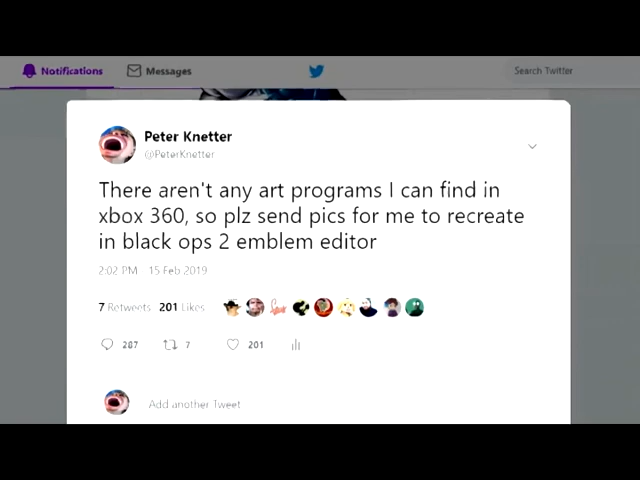 Notifications Messages Search Twitter
Peter Knetter
@PeterKnetter
There aren't any art programs I can find in
xbox 360, so plz send pics for me to recreate
in black ops 2 emblem editor
2:02 PM - 15 Feb 2019
7 Retweets 201 Likes
287 7 201
Add another Tweet